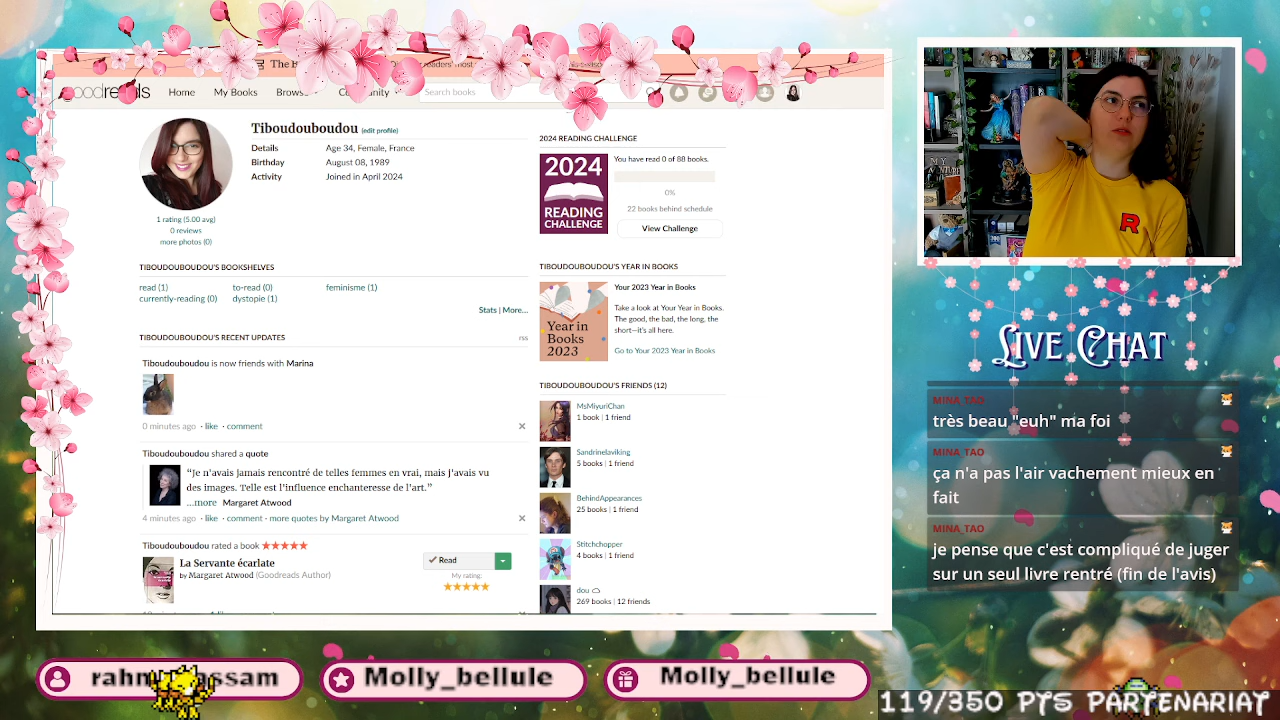 The
readers' most
goodreads
Home
My Books
Brows
Co unity
Search books
Tiboudouboudou (edit profile)
Details Age 34, Female, France
Birthday August 08, 1989
Activity Joined in April 2024
1 rating (5.00 avg)
0 reviews
more photos (0)
TIBOUDOUBOUDOU'S BOOKSHELVES
read (1) to-read (0) feminisme (1)
currently-reading (0) dystopie (1)
Stats | More...
TIBOUDOUBOUDOU'S RECENT UPDATES rss
Tiboudouboudou is now friends with Marina
0 minutes ago · like · comment
Tiboudouboudou shared a quote
“Je n'avais jamais rencontré de telles femmes en vrai, mais j'avais vu
des images. Telle est l'influence enchanteresse de l'art.”
...more Margaret Atwood
4 minutes ago · like · comment · more quotes by Margaret Atwood
Tiboudouboudou rated a book ★★★★★
La Servante écarlate
by Margaret Atwood (Goodreads Author)
Read
My rating:
2024 READING CHALLENGE
2024
READING
CHALLENGE
You have read 0 of 88 books.
0%
22 books behind schedule
View Challenge
TIBOUDOUBOUDOU'S YEAR IN BOOKS
Year in
Books
2023
Your 2023 Year in Books
Take a look at Your Year in Books.
The good, the bad, the long, the
short—it's all here.
Go to Your 2023 Year in Books
TIBOUDOUBOUDOU'S FRIENDS (12)
MsMiyuriChan
1 book | 1 friend
Sandrinelaviking
5 books | 1 friend
BehindAppearances
25 books | 1 friend
Stitchchopper
4 books | 1 friend
dou
269 books | 12 friends
R
Live Chat
MINA_TAO
très beau "euh" ma foi
MINA_TAO
ça n'a pas l'air vachement mieux en
fait
MINA_TAO
je pense que c'est compliqué de juger
sur un seul livre rentré (fin de l'avis)
Molly_bellule
Molly_bellule
119/350 PTS PARTENARIAT